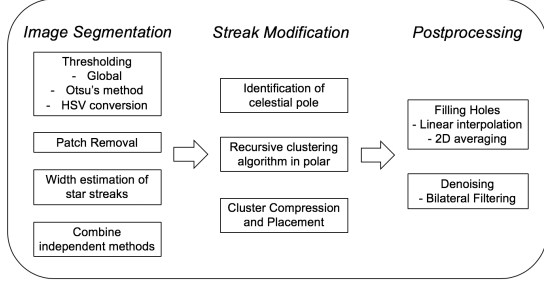 Image Segmentation
Thresholding
- Global
- Otsu's method
- HSV conversion
Patch Removal
Width estimation of
star streaks
Combine
independent methods
Streak Modification
Identification of
celestial pole
Recursive clustering
algorithm in polar
Cluster Compression
and Placement
Postprocessing
Filling Holes
- Linear interpolation
- 2D averaging
Denoising
- Bilateral Filtering